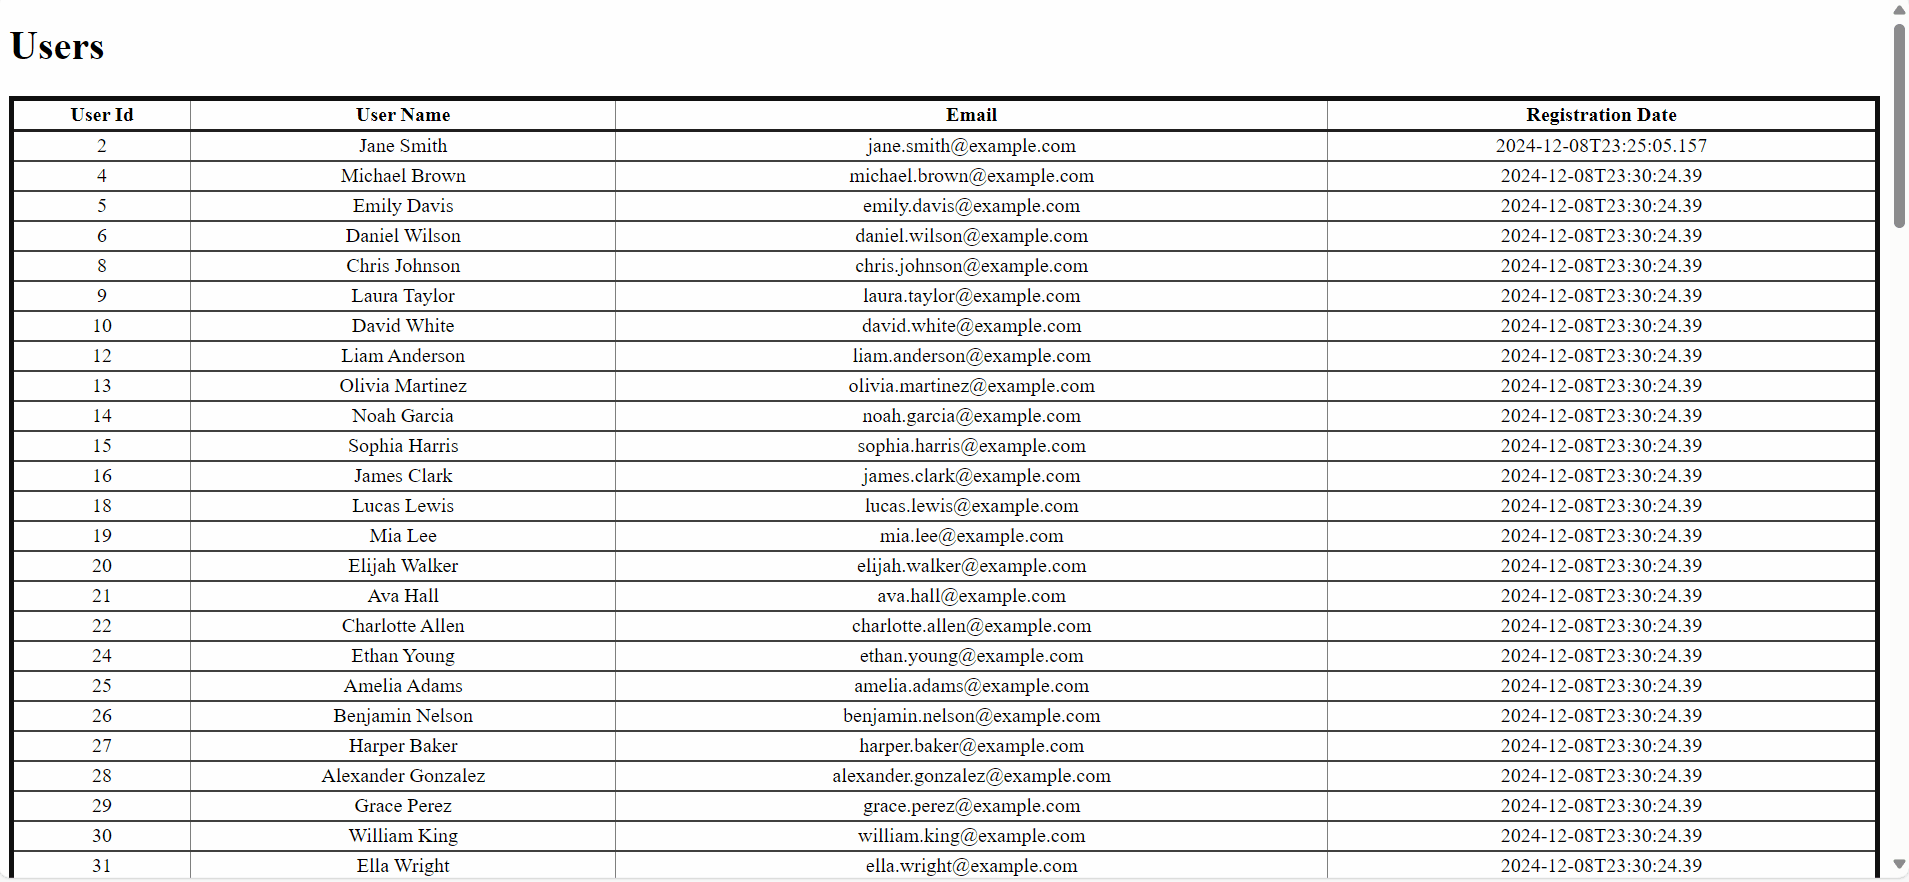 Users
User Id User Name Email Registration Date
2 Jane Smith jane.smith@example.com 2024-12-08T23:25:05.157
4 Michael Brown michael.brown@example.com 2024-12-08T23:30:24.39
5 Emily Davis emily.davis@example.com 2024-12-08T23:30:24.39
6 Daniel Wilson daniel.wilson@example.com 2024-12-08T23:30:24.39
8 Chris Johnson chris.johnson@example.com 2024-12-08T23:30:24.39
9 Laura Taylor laura.taylor@example.com 2024-12-08T23:30:24.39
10 David White david.white@example.com 2024-12-08T23:30:24.39
12 Liam Anderson liam.anderson@example.com 2024-12-08T23:30:24.39
13 Olivia Martinez olivia.martinez@example.com 2024-12-08T23:30:24.39
14 Noah Garcia noah.garcia@example.com 2024-12-08T23:30:24.39
15 Sophia Harris sophia.harris@example.com 2024-12-08T23:30:24.39
16 James Clark james.clark@example.com 2024-12-08T23:30:24.39
18 Lucas Lewis lucas.lewis@example.com 2024-12-08T23:30:24.39
19 Mia Lee mia.lee@example.com 2024-12-08T23:30:24.39
20 Elijah Walker elijah.walker@example.com 2024-12-08T23:30:24.39
21 Ava Hall ava.hall@example.com 2024-12-08T23:30:24.39
22 Charlotte Allen charlotte.allen@example.com 2024-12-08T23:30:24.39
24 Ethan Young ethan.young@example.com 2024-12-08T23:30:24.39
25 Amelia Adams amelia.adams@example.com 2024-12-08T23:30:24.39
26 Benjamin Nelson benjamin.nelson@example.com 2024-12-08T23:30:24.39
27 Harper Baker harper.baker@example.com 2024-12-08T23:30:24.39
28 Alexander Gonzalez alexander.gonzalez@example.com 2024-12-08T23:30:24.39
29 Grace Perez grace.perez@example.com 2024-12-08T23:30:24.39
30 William King william.king@example.com 2024-12-08T23:30:24.39
31 Ella Wright ella.wright@example.com 2024-12-08T23:30:24.39